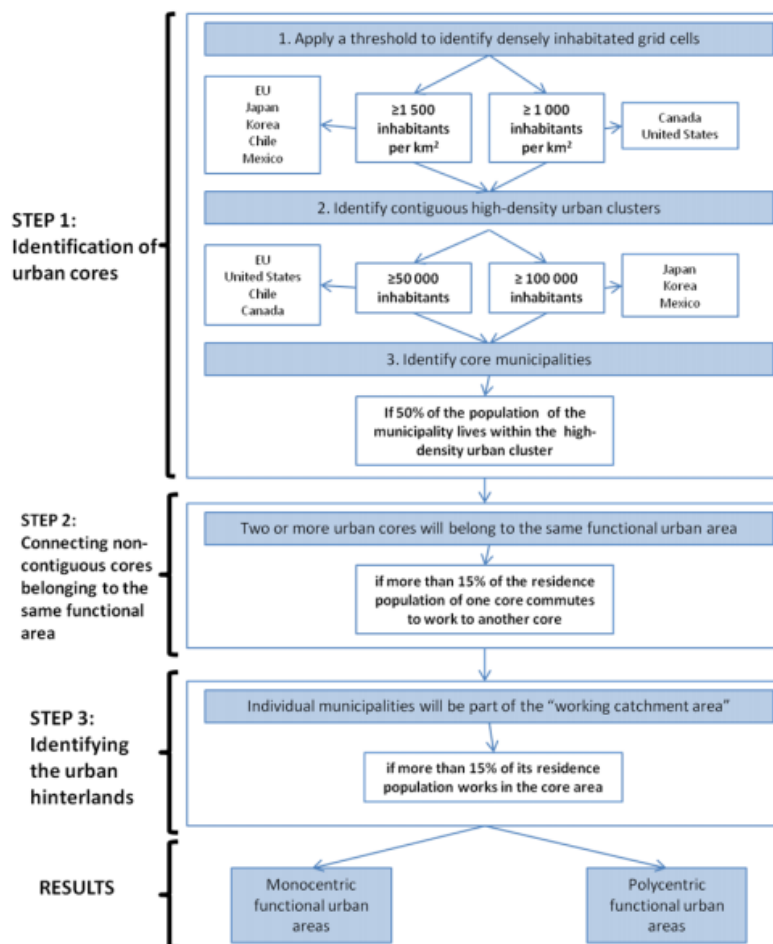 1. Apply a threshold to identify densely inhabitated grid cells
EU
Japan
Korea
Chile
Mexico
≥1 500
inhabitants
per km²
≥ 1 000
inhabitants
per km²
Canada
United States
STEP 1:
Identification of
urban cores
2. Identify contiguous high-density urban clusters
EU
United States
Chile
Canada
≥50 000
inhabitants
≥ 100 000
inhabitants
Japan
Korea
Mexico
3. Identify core municipalities
If 50% of the population of the
municipality lives within the high-
density urban cluster
STEP 2:
Connecting non-
contiguous cores
belonging to the
same functional
area
Two or more urban cores will belong to the same functional urban area
if more than 15% of the residence
population of one core commutes
to work to another core
STEP 3:
Identifying
the urban
hinterlands
Individual municipalities will be part of the “working catchment area”
if more than 15% of its residence
population works in the core area
RESULTS
Monocentric
functional urban
areas
Polycentric
functional urban
areas